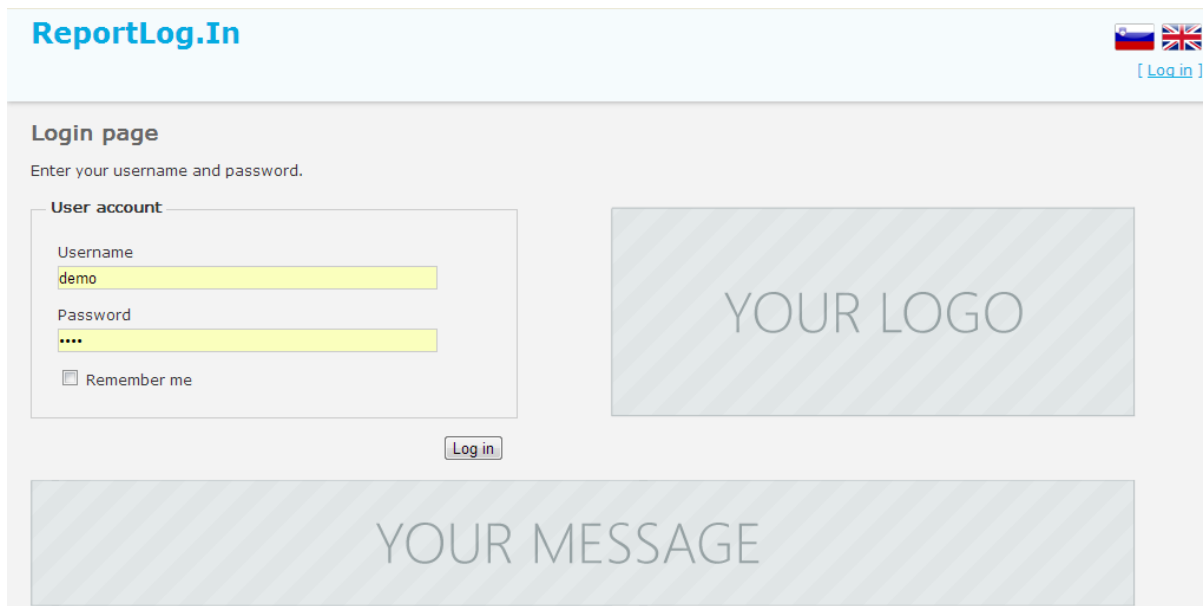 ReportLog.In
[ Log in ]
Login page
Enter your username and password.
User account
Username
demo
Password
••••
Remember me
YOUR LOGO
Log in
YOUR MESSAGE